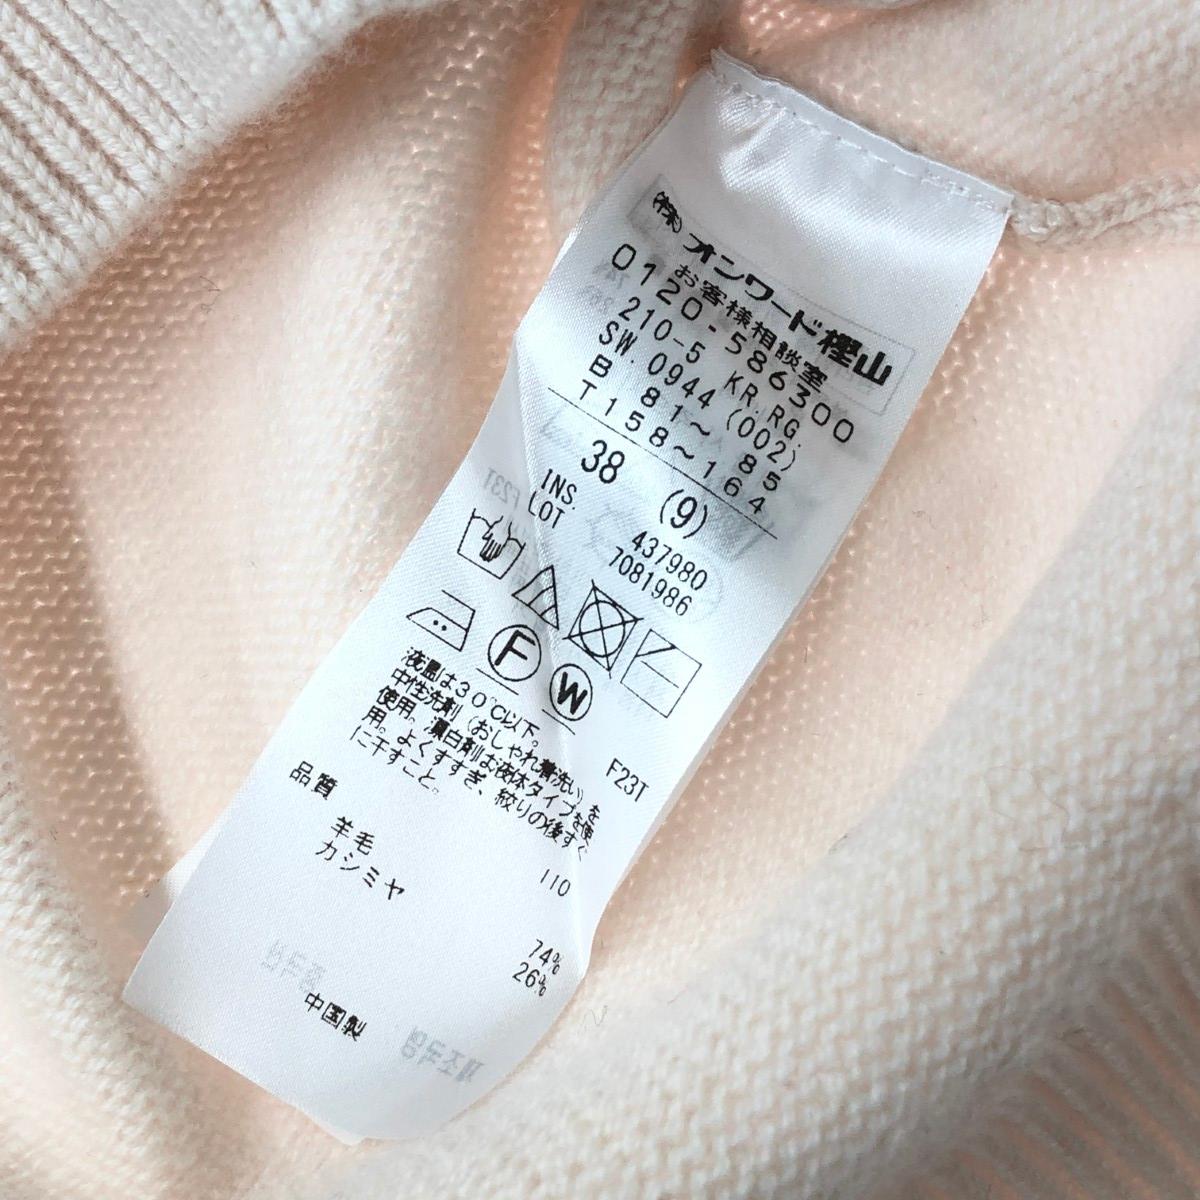 (株)オンワード樫山
お客様相談室
0120-586300
210-5 KR.RG.
SW.0944 (002)
B 81~ 85
T158~164
38 (9)
INS. 437980
LOT 7081986
F W
液温は30℃以下。
中性洗剤(おしゃれ着洗い)を
使用。漂白剤は液体タイプを使
用。よくすすぎ、絞りの後すぐ
に干すこと。
F23T
品質 110
羊毛 74%
カシミヤ 26%
中国製